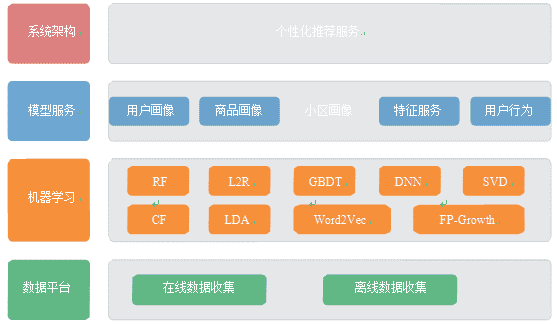 系统架构
个性化推荐服务
模型服务
用户画像
商品画像
小区画像
特征服务
用户行为
机器学习
RF
L2R
GBDT
DNN
SVD
CF
LDA
Word2Vec
FP-Growth
数据平台
在线数据收集
离线数据收集